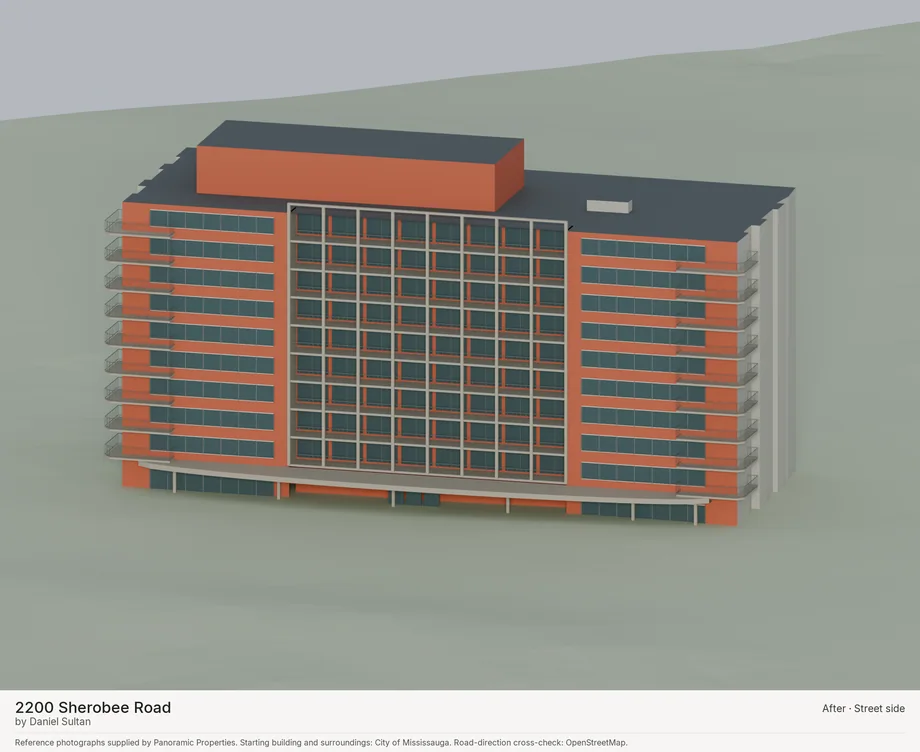 2200 Sherobee Road
After · Street side
by Daniel Sultan
Reference photographs supplied by Panoramic Properties. Starting building and surroundings: City of Mississauga. Road-direction cross-check: OpenStreetMap.